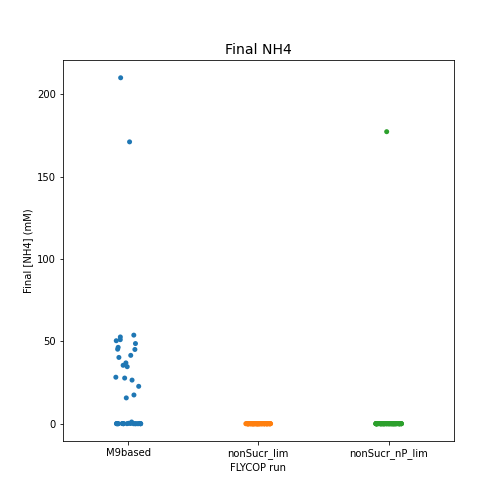 Final NH4
Final [NH4] (mM)
200
150
100
50
0
M9based
nonSucr_lim
nonSucr_nP_lim
FLYCOP run